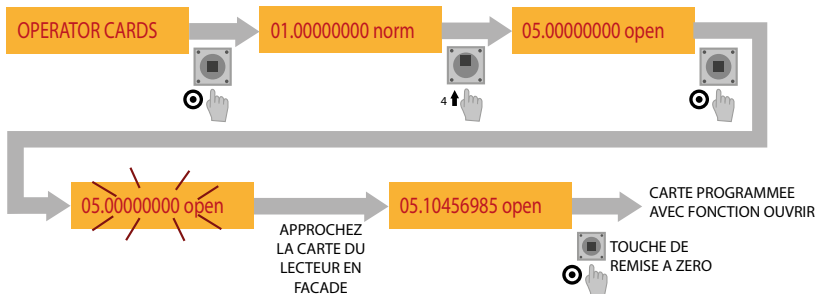 OPERATOR CARDS
01.00000000 norm
05.00000000 open
4
05.00000000 open
05.10456985 open
CARTE PROGRAMMEE
AVEC FONCTION OUVRIR
APPROCHEZ
LA CARTE DU
LECTEUR EN
FACADE
TOUCHE DE
REMISE A ZERO